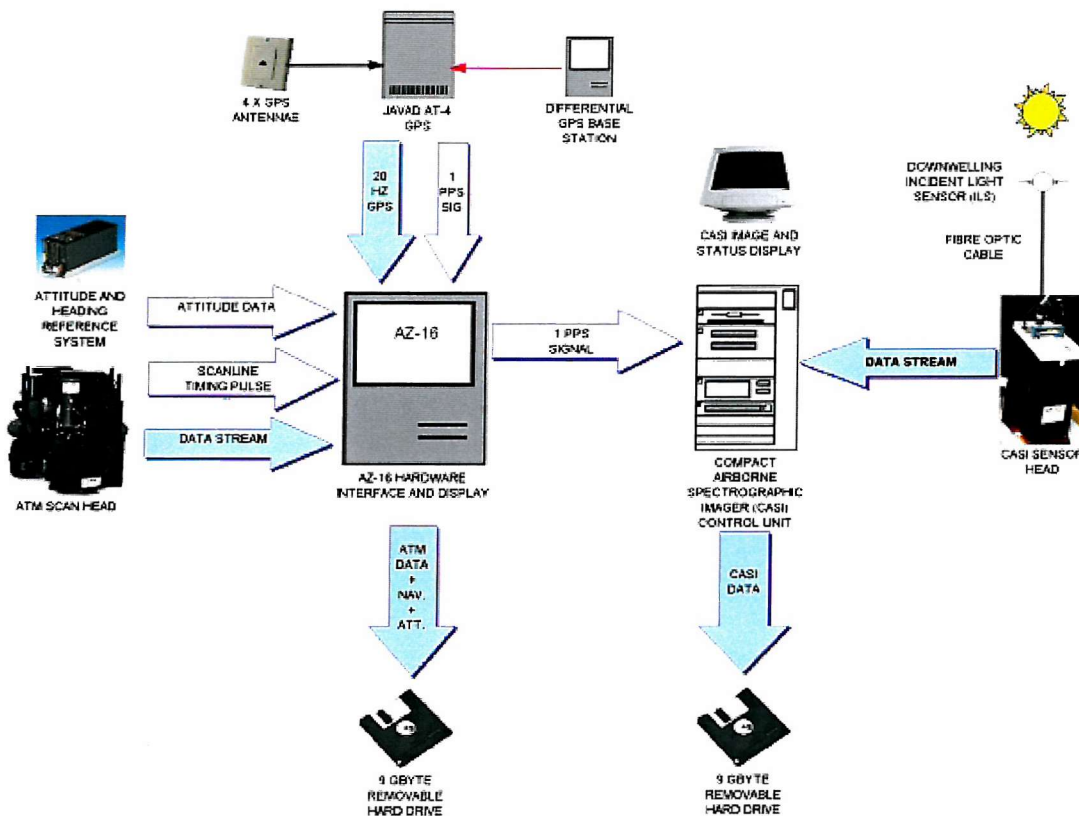 4 X GPS
ANTENNAE
JAVAD AT-4
GPS
DIFFERENTIAL
GPS BASE
STATION
20
HZ
GPS
1
PPS
SIG
CASI IMAGE AND
STATUS DISPLAY
DOWNWELLING
INCIDENT LIGHT
SENSOR (ILS)
FIBRE OPTIC
CABLE
ATTITUDE AND
HEADING
REFERENCE
SYSTEM
ATTITUDE DATA
SCANLINE
TIMING PULSE
DATA STREAM
ATM SCAN HEAD
AZ-16
AZ-16 HARDWARE
INTERFACE AND DISPLAY
1 PPS
SIGNAL
COMPACT
AIRBORNE
SPECTROGRAPHIC
IMAGER (CASI)
CONTROL UNIT
DATA STREAM
CASI SENSOR
HEAD
ATM
DATA
+
NAV.
+
ATT.
CASI
DATA
9 GBYTE
REMOVABLE
HARD DRIVE
9 GBYTE
REMOVABLE
HARD DRIVE